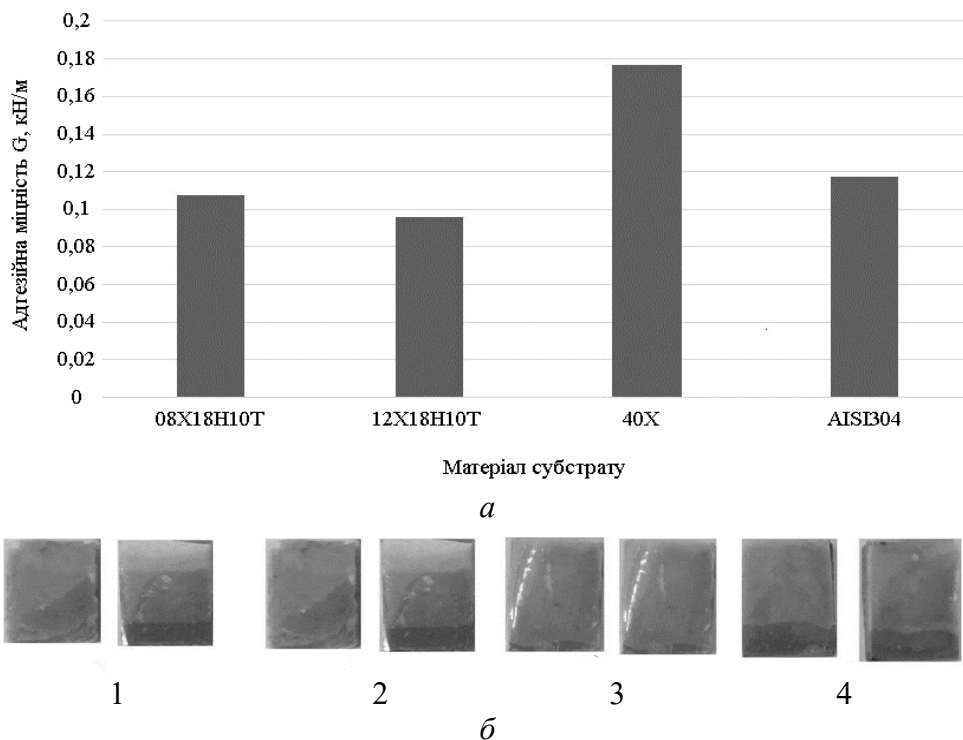 0,2
0,18
0,16
0,14
0,12
0,1
0,08
0,06
0,04
0,02
0
Адгезійна міцність G, кН/м
08Х18Н10Т 12Х18Н10Т 40Х AISI304
Матеріал субстрату
а
1 2 3 4
б